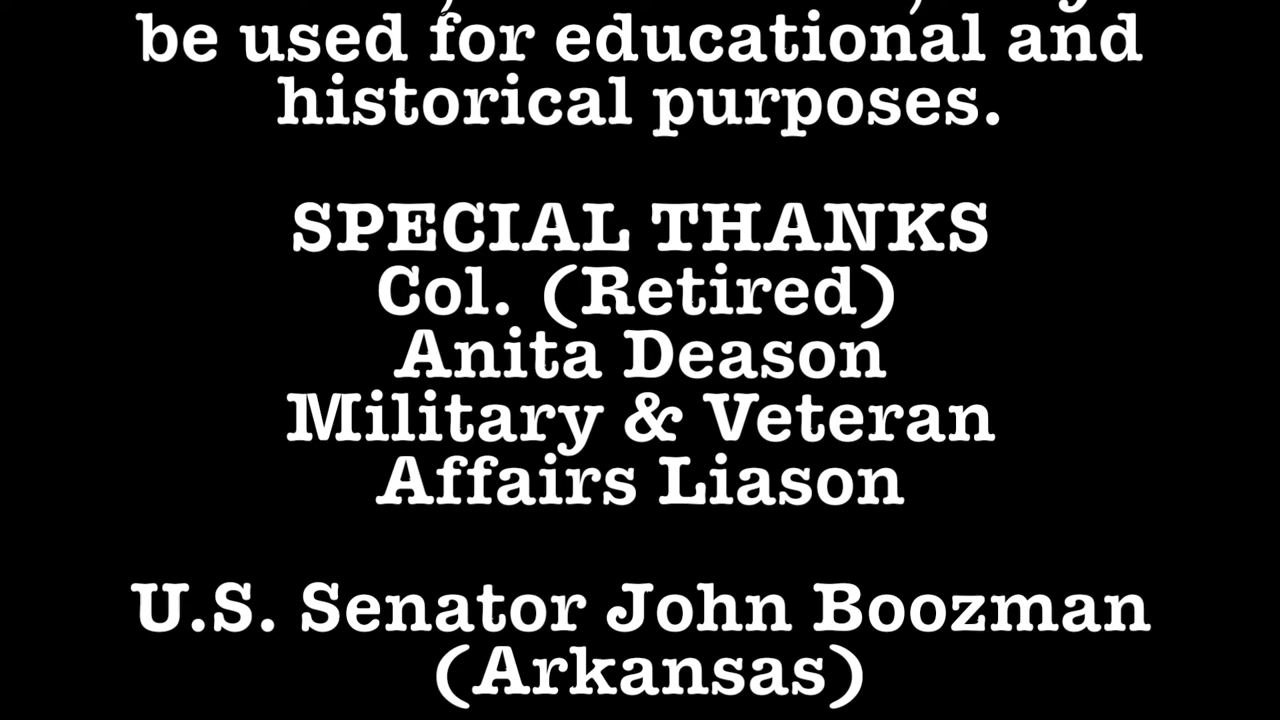 be used for educational and
historical purposes.
SPECIAL THANKS
Col. (Retired)
Anita Deason
Military & Veteran
Affairs Liason
U.S. Senator John Boozman
(Arkansas)